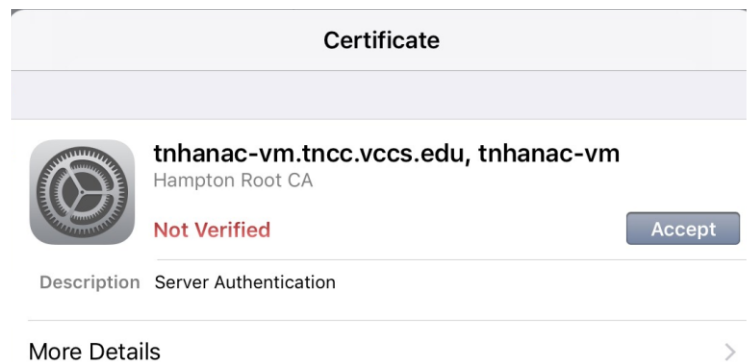 Certificate
tnhanac-vm.tncc.vccs.edu, tnhanac-vm
Hampton Root CA
Not Verified
Accept
Description Server Authentication
More Details